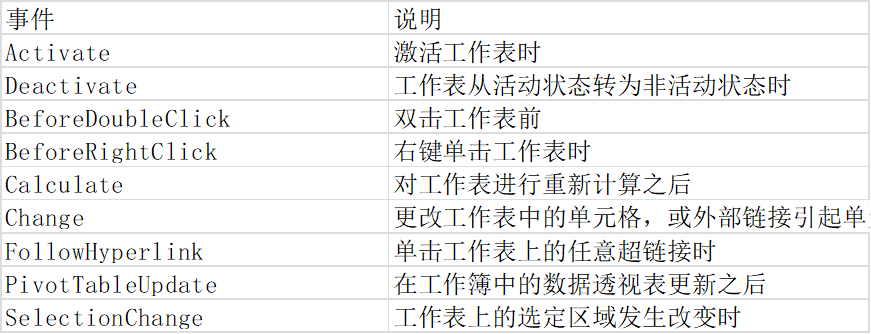 事件 说明
Activate 激活工作表时
Deactivate 工作表从活动状态转为非活动状态时
BeforeDoubleClick 双击工作表前
BeforeRightClick 右键单击工作表时
Calculate 对工作表进行重新计算之后
Change 更改工作表中的单元格，或外部链接引起单
FollowHyperlink 单击工作表上的任意超链接时
PivotTableUpdate 在工作簿中的数据透视表更新之后
SelectionChange 工作表上的选定区域发生改变时